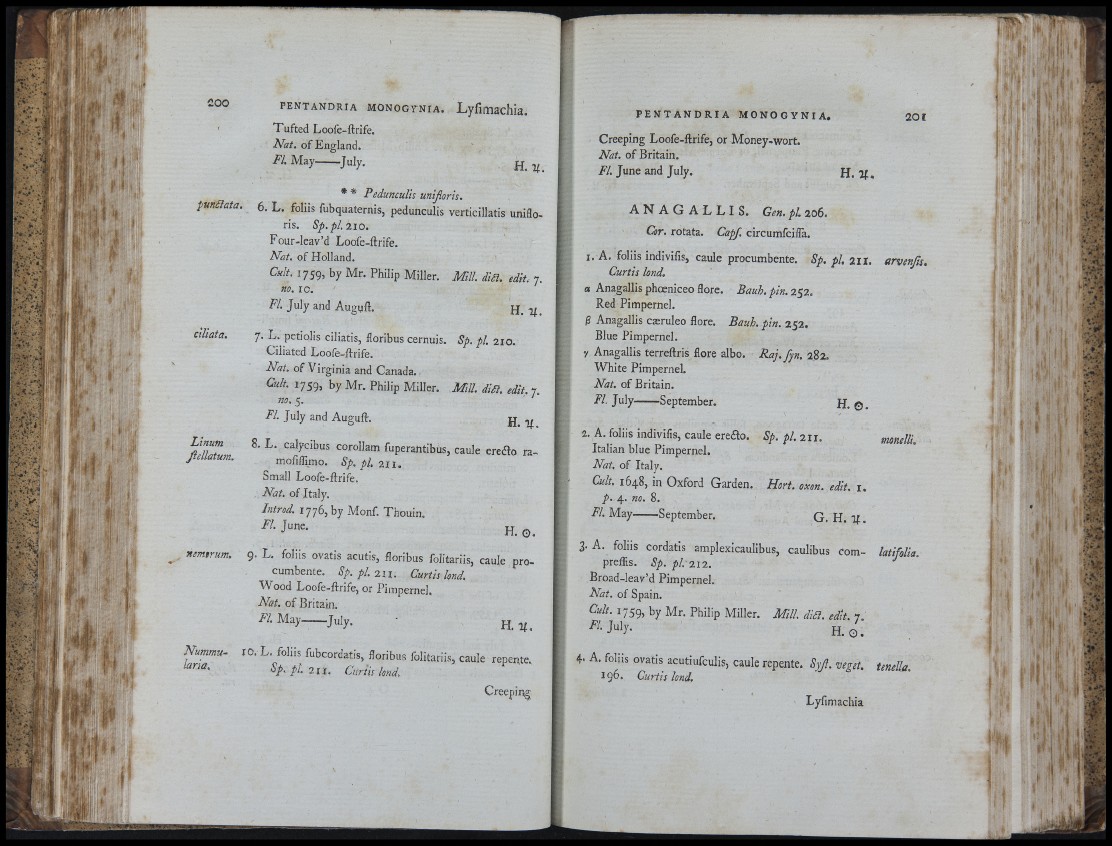 200 PENTANDRIA MONOGYNIA. Lyſimachia.
Tufted Looſe-ſtrife.
Nat. of England.
Fl. May——July. H. ♃.
** Pedunculis unifloris.
punctata. 6. L. foliis ſubquaternis, pedunculis verticillatis uniflo-
ris. Sp. pl. 210.
Four-leav'd Looſe-ſtrife.
Nat. of Holland.
Cult. 1759, by Mr. Philip Miller. Mill. dict. edit. 7.
no. 10.
Fl. July and Auguſt. H. ♃.
ciliata. 7. L. petiolis ciliatis, floribus cernuis. Sp. pl. 210.
Ciliated Looſe-ſtrife.
Nat. of Virginia and Canada.
Cult. 1759, by Mr. Philip Miller. Mill. dict. edit. 7.
no. 5.
Fl. July and Auguſt. H. ♃.
Linum 8. L. calycibus corollam ſuperantibus, caule erecto ra-
ſtellatum. moſiſſimo. Sp. pl. 211.
Small Looſe-ſtrife.
Nat. of Italy.
Introd. 1776, by Monſ. Thouin.
Fl. June. H. ☉.
nemorum. 9. L. foliis ovatis acutis, floribus ſolitariis, caule pro-
cumbente. Sp. pl. 211. Curtis lond.
Wood Looſe-ſtrife, or Pimpernel.
Nat. of Britain.
Fl. May——July. H. ♃.
Nummu- 10. L. foliis ſubcordatis, floribus ſolitariis, caule repente.
laria. Sp. pl. 211. Curtis lond.
Creeping
PENTANDRIA MONOGYNIA. 201
Creeping Looſe-ſtrife, or Money-wort.
Nat. of Britain.
Fl. June and July. H. ♃.
ANAGALLIS. Gen. pl. 206.
Cor. rotata. Capſ. circumſciſſa.
1. A. foliis indiviſis, caule procumbente. Sp. pl. 211. arvenſis.
Curtis lond.
α Anagallis phœniceo flore. Bauh. pin. 252.
Red Pimpernel.
β Anagallis cæruleo flore. Bauh. pin. 252.
Blue Pimpernel.
γ Anagallis terreſtris flore albo. Raj. ſyn. 282.
White Pimpernel.
Nat. of Britain.
Fl. July——September. H. ☉.
2. A. foliis indiviſis, caule erecto. Sp. pl. 211. monelli.
Italian blue Pimpernel.
Nat. of Italy.
Cult. 1648, in Oxford Garden. Hort. oxon. edit. 1.
p. 4. no. 8.
Fl. May——September. G. H. ♃.
3. A. foliis cordatis amplexicaulibus, caulibus com- latifolia.
preſſis. Sp. pl. 212.
Broad-leav'd Pimpernel.
Nat. of Spain.
Cult. 1759, by Mr. Philip Miller. Mill. dict. edit. 7.
Fl. July. H. ☉.
4. A. foliis ovatis acutiuſculis, caule repente. Syſt. veget. tenella.
196. Curtis lond.
Lyſimachia